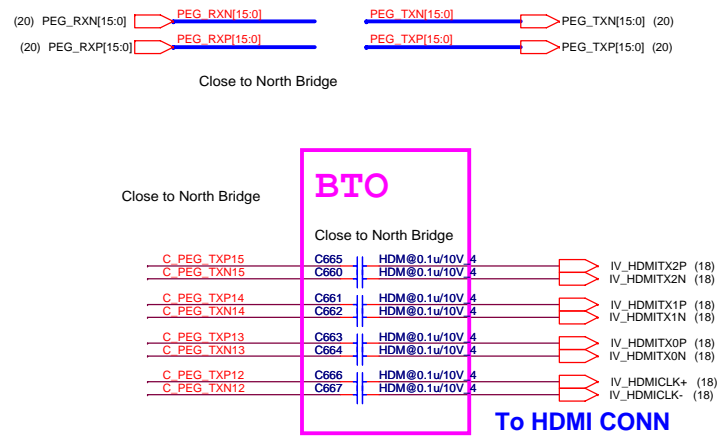 (20) PEG_RXN[15:0] PEG_RXN[15:0] PEG_TXN[15:0] PEG_TXN[15:0] (20)
(20) PEG_RXP[15:0] PEG_RXP[15:0] PEG_TXP[15:0] PEG_TXP[15:0] (20)
Close to North Bridge
BTO
Close to North Bridge
Close to North Bridge
C_PEG_TXP15 C665 HDM@0.1u/10V_4 IV_HDMITX2P (18)
C_PEG_TXN15 C660 HDM@0.1u/10V_4 IV_HDMITX2N (18)
C_PEG_TXP14 C661 HDM@0.1u/10V_4 IV_HDMITX1P (18)
C_PEG_TXN14 C662 HDM@0.1u/10V_4 IV_HDMITX1N (18)
C_PEG_TXP13 C663 HDM@0.1u/10V_4 IV_HDMITX0P (18)
C_PEG_TXN13 C664 HDM@0.1u/10V_4 IV_HDMITX0N (18)
C_PEG_TXP12 C666 HDM@0.1u/10V_4 IV_HDMICLK+ (18)
C_PEG_TXN12 C667 HDM@0.1u/10V_4 IV_HDMICLK- (18)
To HDMI CONN